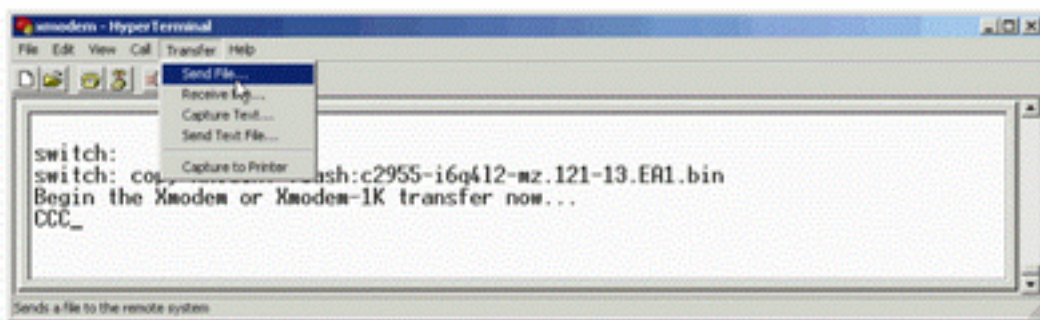 xmodem - HyperTerminal
File Edit View Call Transfer Help
Send File...
Receive
Capture Text...
Send Text File...
Capture to Printer
switch:
switch: ash:c2955-i6q4l2-mz.121-13.EA1.bin
Begin the Xmodem or Xmodem-1K transfer now...
CCC_
Sends a file to the remote system